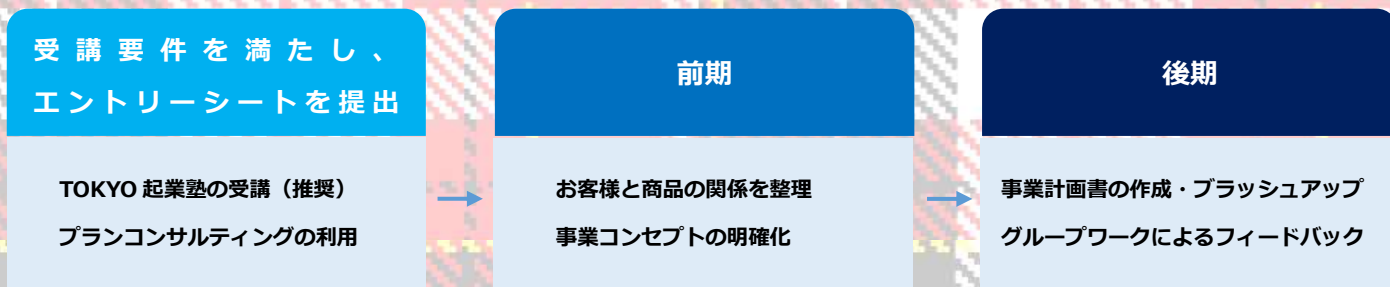 受講要件を満たし、
エントリーシートを提出
TOKYO 起業塾の受講（推奨）
プランコンサルティングの利用
前期
お客様と商品の関係を整理
事業コンセプトの明確化
後期
事業計画書の作成・ブラッシュアップ
グループワークによるフィードバック